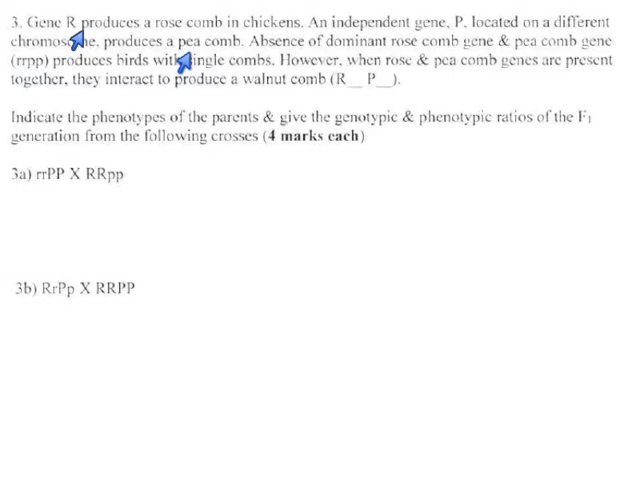 3. Gene R produces a rose comb in chickens. An independent gene, P, located on a different
produces a pea comb. Absence of dominant rose comb gene & pea comb gene
(rrpp) produces birds combs. However, when rose & pea comb genes are present
together, they interact to produce a walnut comb (R__ P__).
Indicate the phenotypes of the parents & give the genotypic & phenotypic ratios of the F1
generation from the following crosses (4 marks each)
3a) rrPP X RRpp
3b) RrPp X RRPP